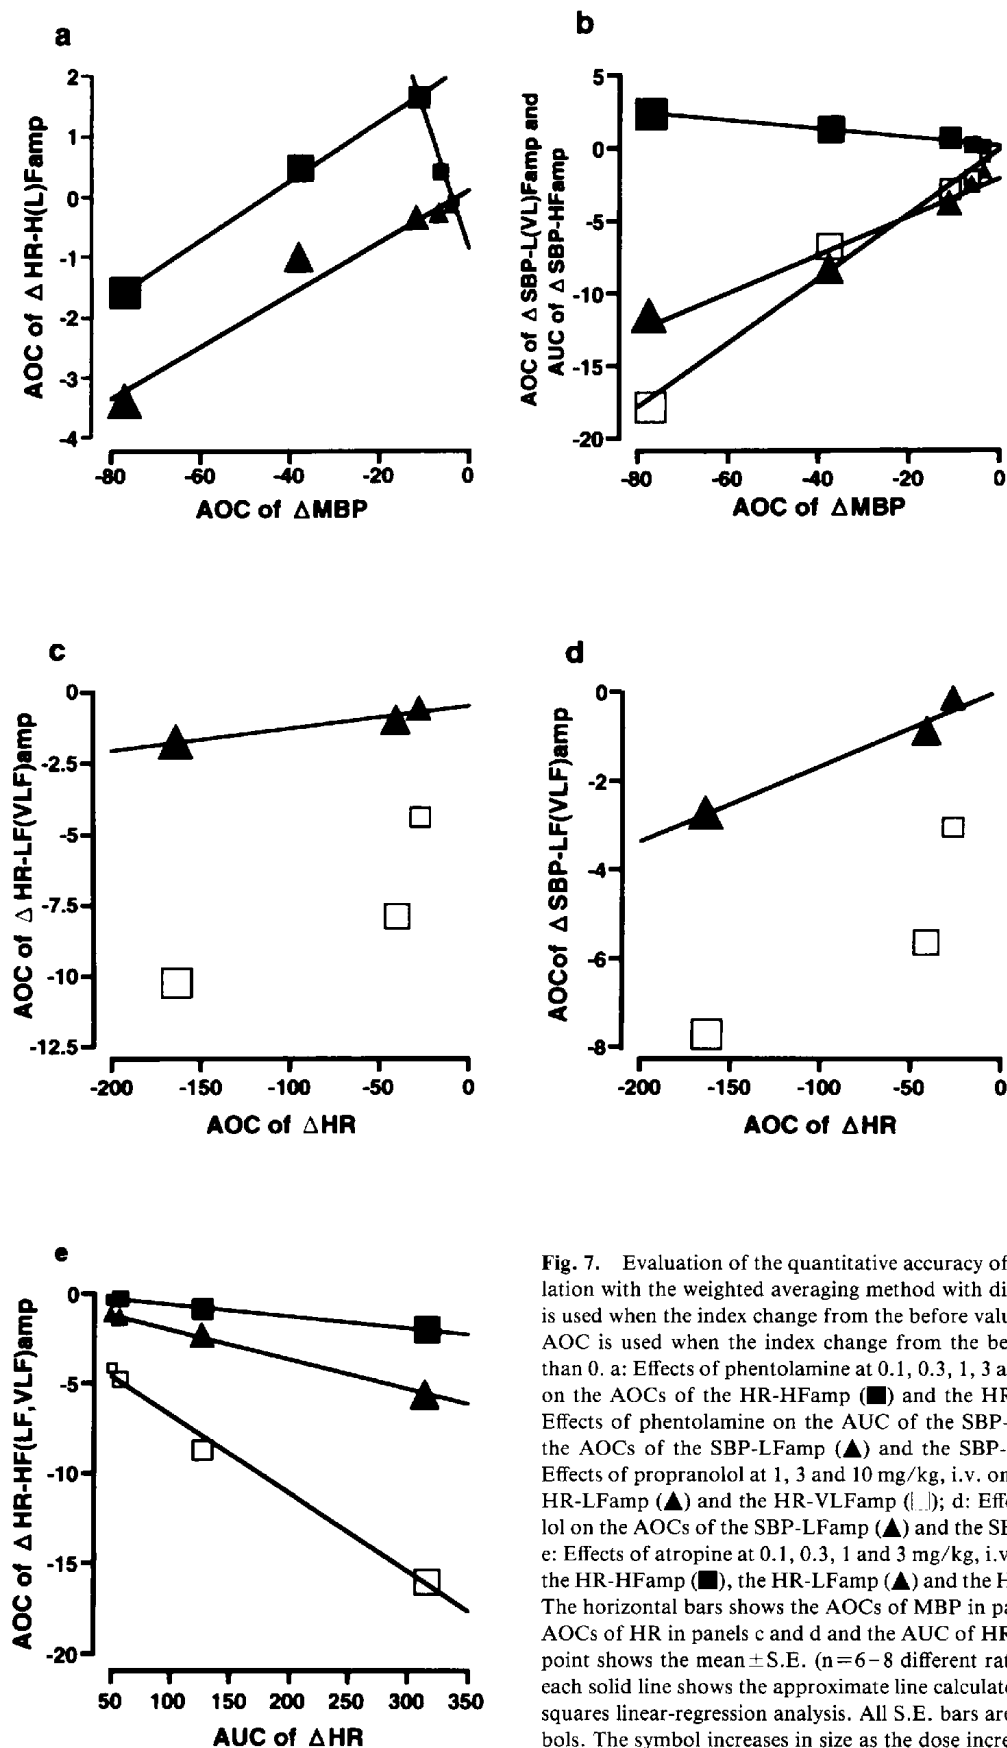 a
AOC of △ HR-H(L)Famp
2
1
0
-1
-2
-3
-4
-80 -60 -40 -20 0
AOC of △MBP
b
AOC of △ SBP-L(VL)Famp and
AUC of △ SBP-HFamp
5
0
-5
-10
-15
-20
-80 -60 -40 -20 0
AOC of △MBP
c
AOC of △ HR-LF(VLF)amp
0
-2.5
-5
-7.5
-10
-12.5
-200 -150 -100 -50 0
AOC of △HR
d
AOCof △SBP-LF(VLF)amp
0
-2
-4
-6
-8
-200 -150 -100 -50 0
AOC of △HR
e
AOC of △ HR-HF(LF,VLF)amp
0
-5
-10
-15
-20
50 100 150 200 250 300 350
AUC of △HR
Fig. 7. Evaluation of the quantitative accuracy of
lation with the weighted averaging method with di
is used when the index change from the before valu
AOC is used when the index change from the be
than 0. a: Effects of phentolamine at 0.1, 0.3, 1, 3 a
on the AOCs of the HR-HFamp (■) and the HR
Effects of phentolamine on the AUC of the SBP-
the AOCs of the SBP-LFamp (▲) and the SBP-
Effects of propranolol at 1, 3 and 10 mg/kg, i.v. on
HR-LFamp (▲) and the HR-VLFamp (□); d: Effe
lol on the AOCs of the SBP-LFamp (▲) and the SB
e: Effects of atropine at 0.1, 0.3, 1 and 3 mg/kg, i.v
the HR-HFamp (■), the HR-LFamp (▲) and the H
The horizontal bars shows the AOCs of MBP in pa
AOCs of HR in panels c and d and the AUC of HR
point shows the mean±S.E. (n=6–8 different rat
each solid line shows the approximate line calculate
squares linear-regression analysis. All S.E. bars are
bols. The symbol increases in size as the dose incre